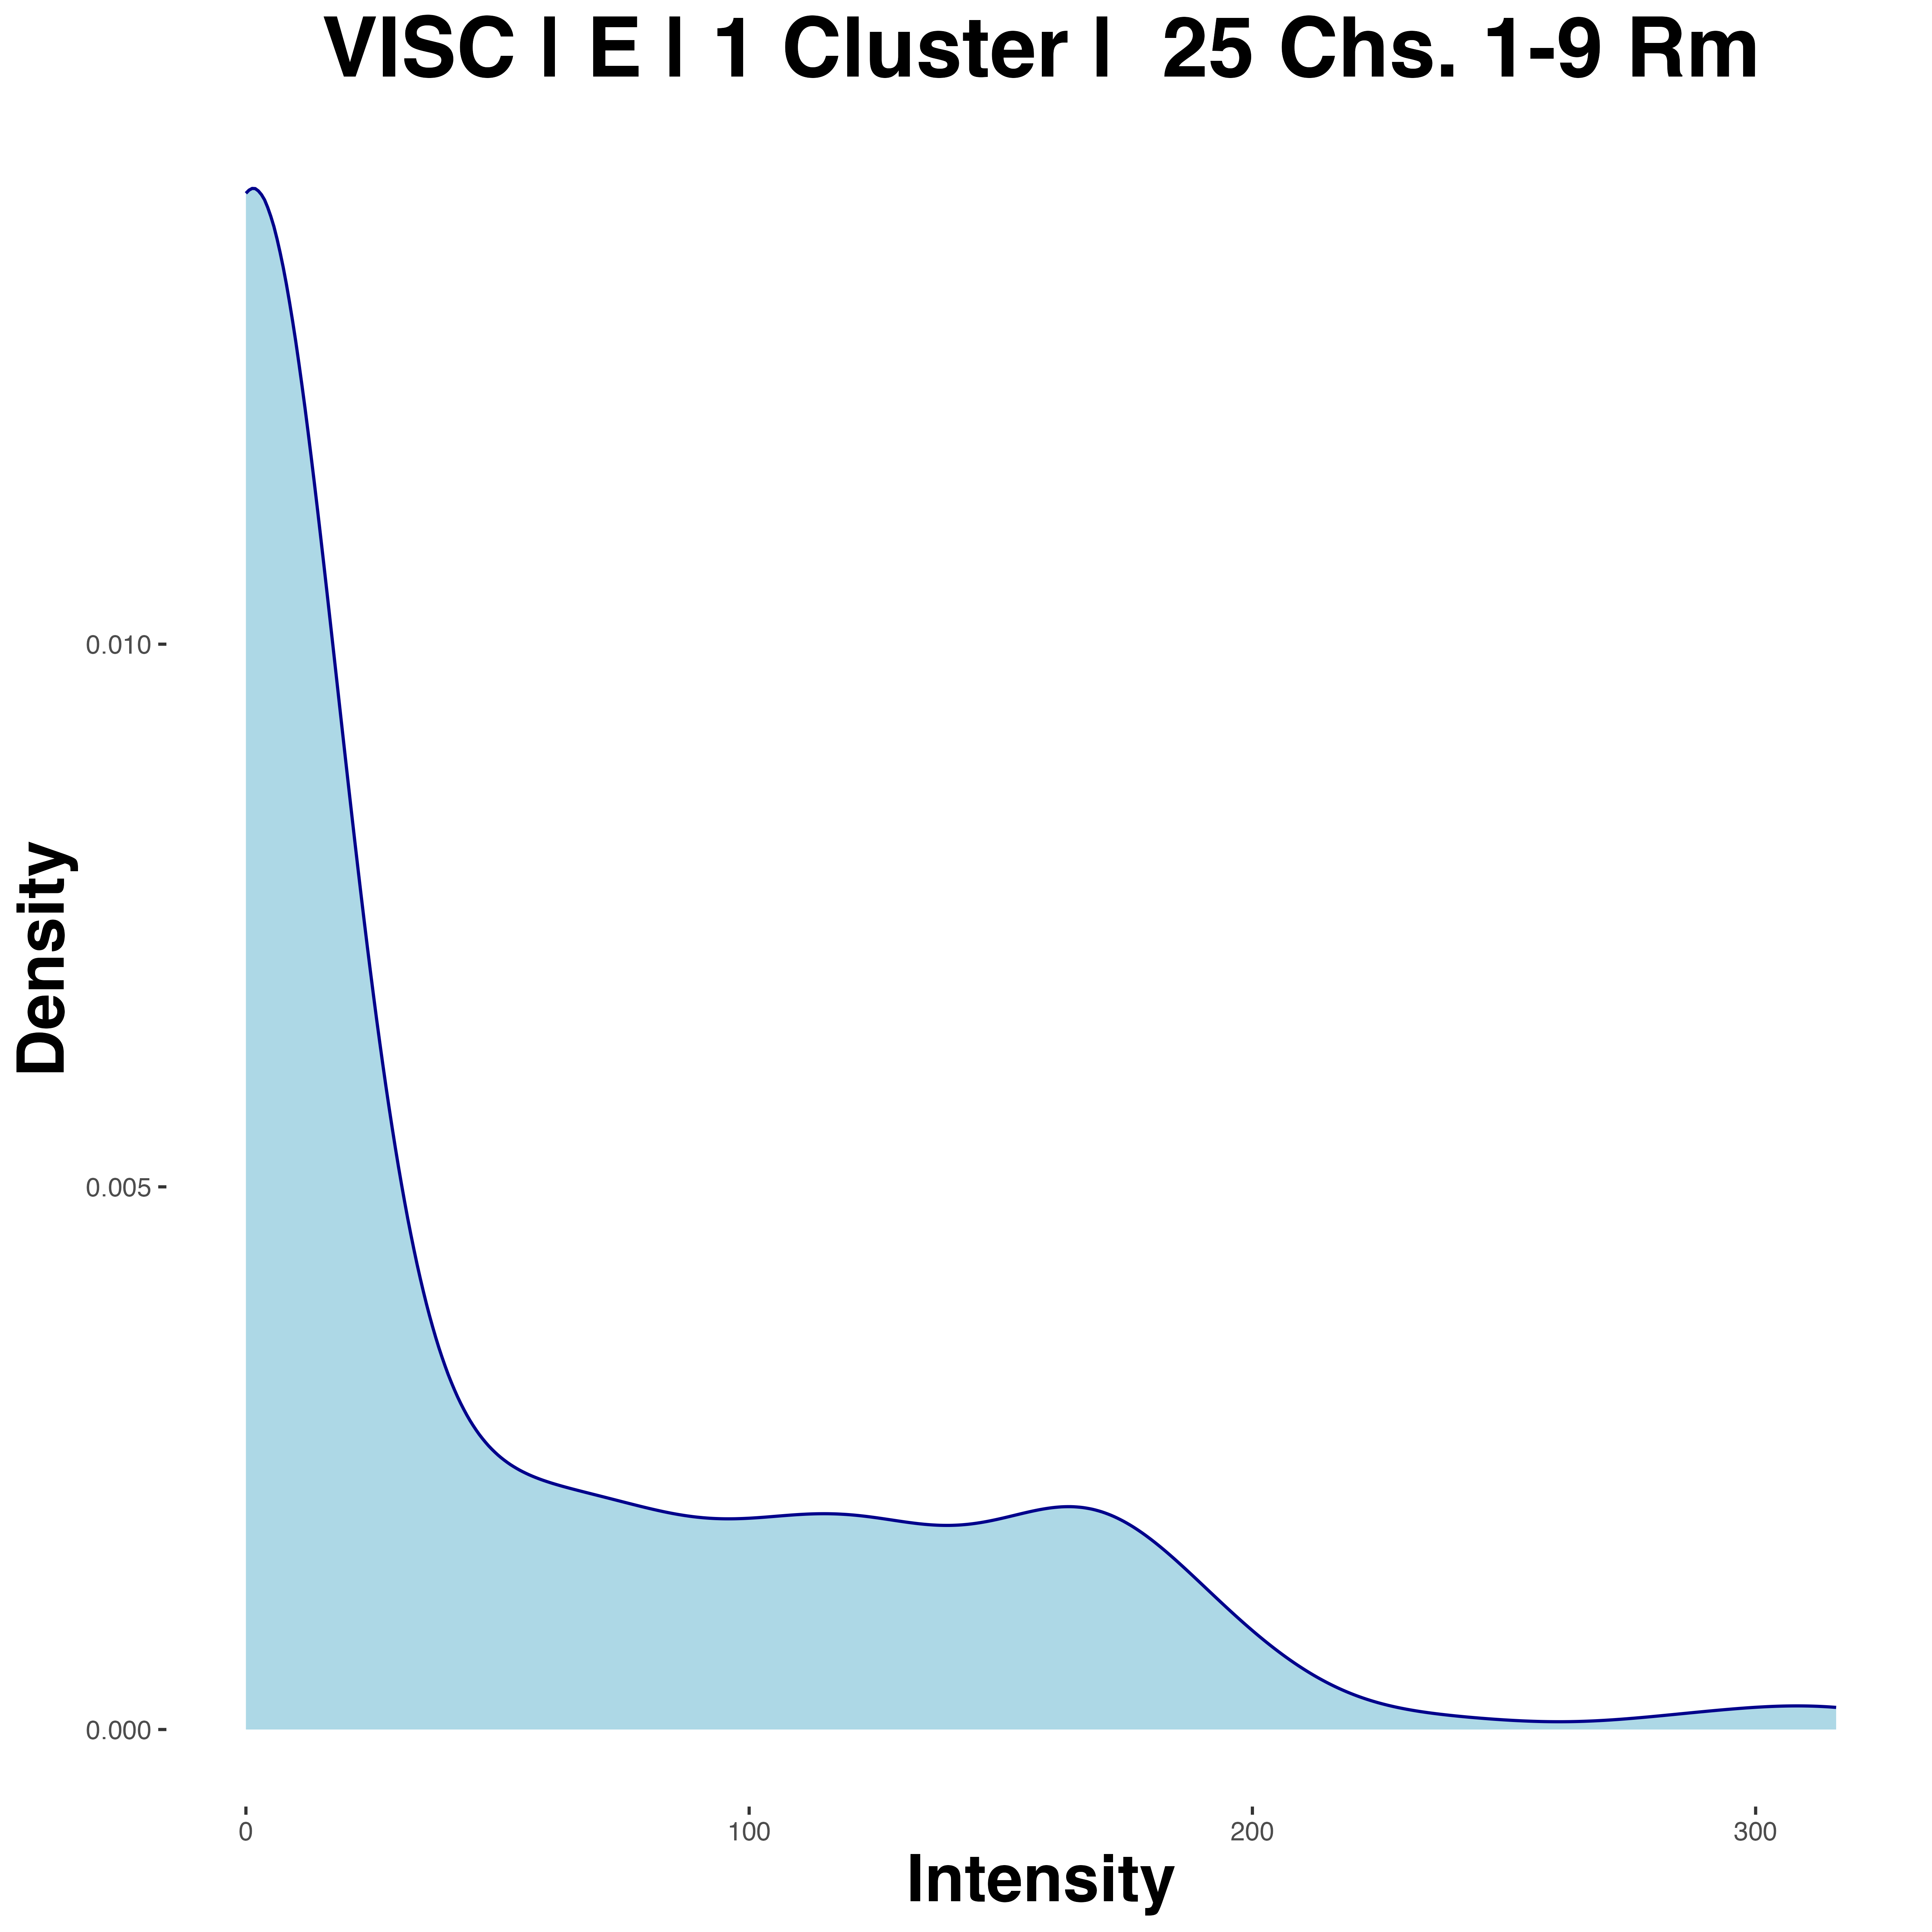 VISC | E | 1 Cluster |  25 Chs. 1-9 Rm
Density
0.010
0.005
0.000
0 100 200 300
Intensity